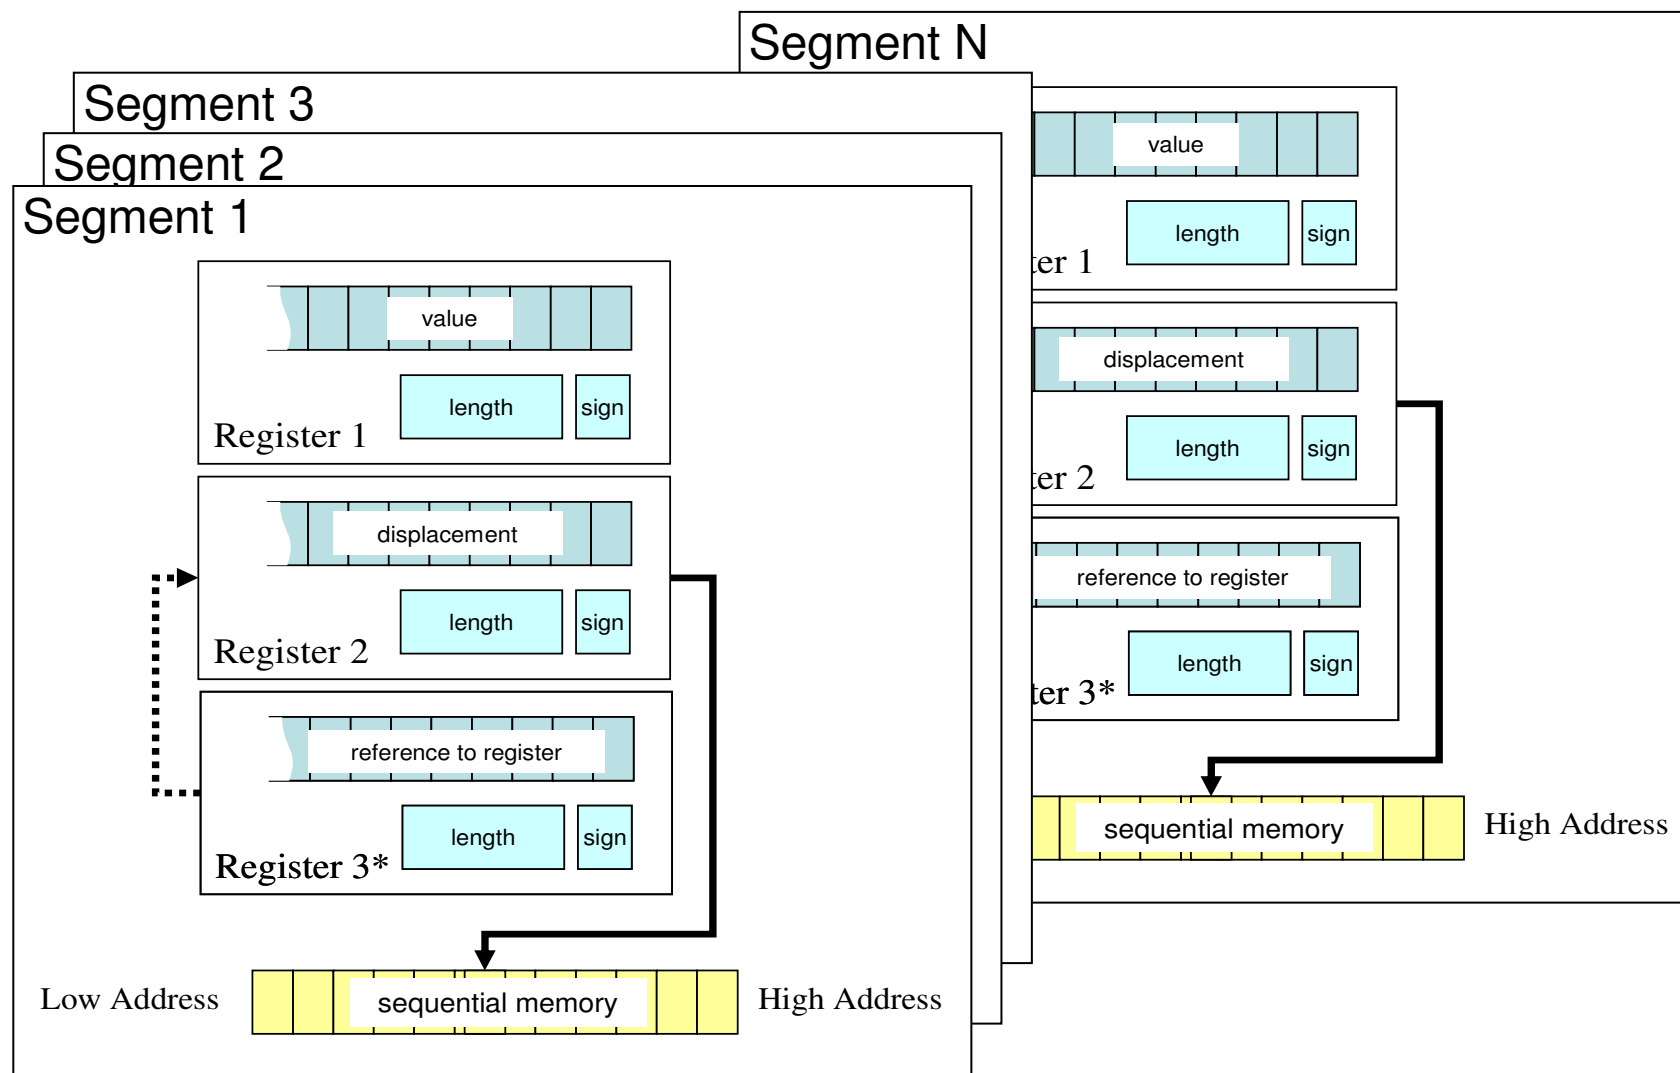 Segment N
Segment 3
Segment 2
Segment 1
value
length
sign
Register 1
displacement
length
sign
Register 2
reference to register
length
sign
Register 3*
Low Address
sequential memory
High Address
value
length
sign
ter 1
displacement
length
sign
ter 2
reference to register
length
sign
ter 3*
sequential memory
High Address